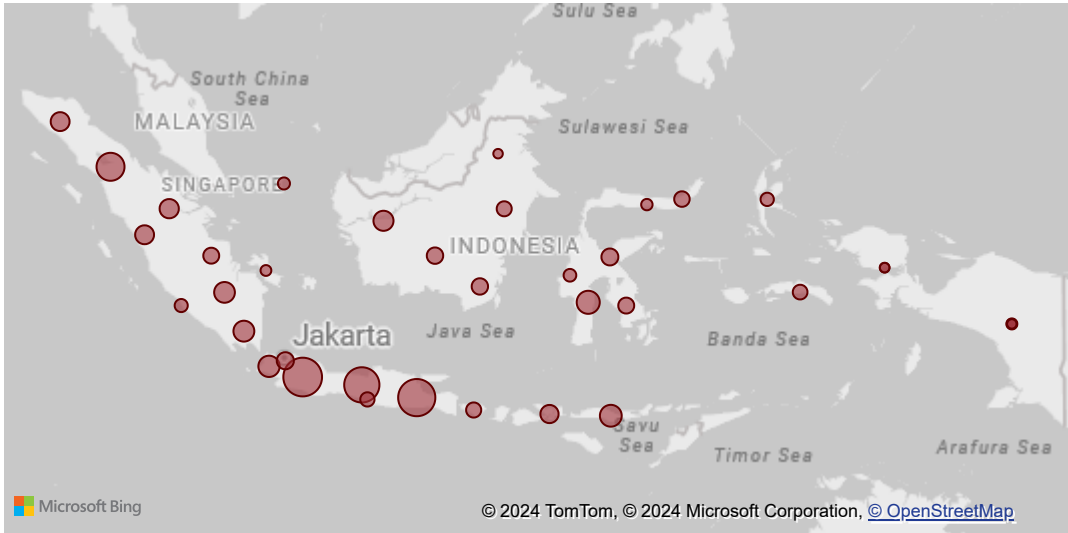 Sulu Sea
South China
Sea
MALAYSIA
Sulawesi Sea
SINGAPORE
INDONESIA
Jakarta
Java Sea
Banda Sea
Savu
Sea
Timor Sea
Arafura Sea
Microsoft Bing
© 2024 TomTom, © 2024 Microsoft Corporation, © OpenStreetMap